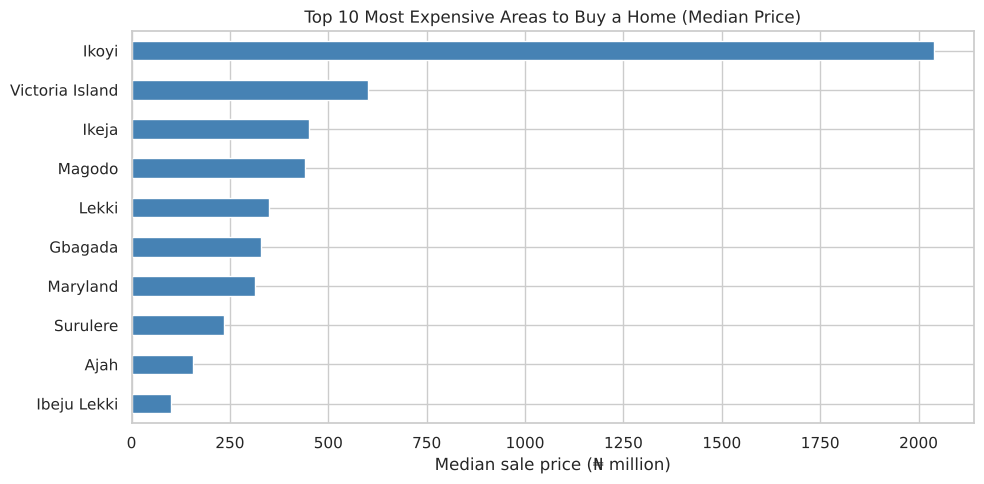 Top 10 Most Expensive Areas to Buy a Home (Median Price)
Ikoyi
Victoria Island
Ikeja
Magodo
Lekki
Gbagada
Maryland
Surulere
Ajah
Ibeju Lekki
0 250 500 750 1000 1250 1500 1750 2000
Median sale price (₦ million)